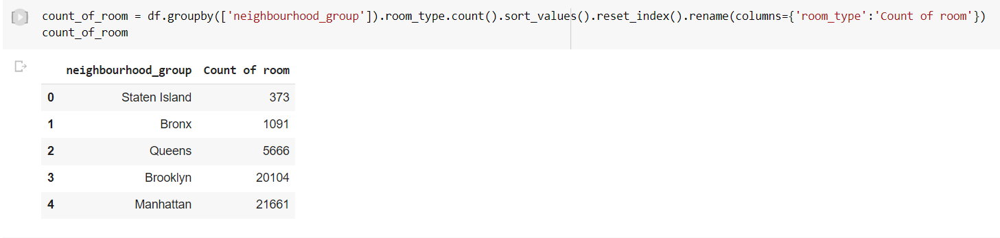 [ ] count_of_room = df.groupby(['neighbourhood_group']).room_type.count().sort_values().reset_index().rename(columns={'room_type':'Count of room'})
count_of_room
neighbourhood_group Count of room
0 Staten Island 373
1 Bronx 1091
2 Queens 5666
3 Brooklyn 20104
4 Manhattan 21661